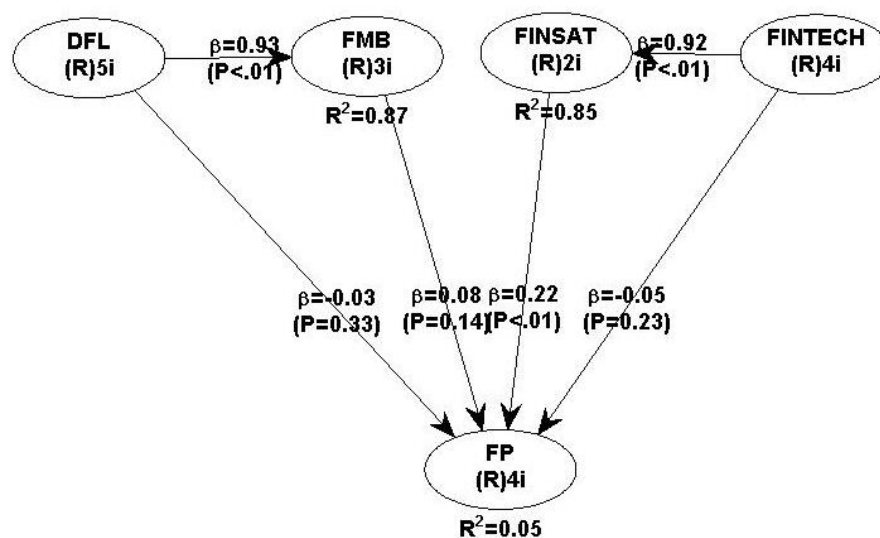 DFL
(R)5i
β=0.93
(P<.01)
FMB
(R)3i
R²=0.87
FINSAT
(R)2i
R²=0.85
β=0.92
(P<.01)
FINTECH
(R)4i
β=-0.03
(P=0.33)
β=0.08
(P=0.14)
β=0.22
(P<.01)
β=-0.05
(P=0.23)
FP
(R)4i
R²=0.05